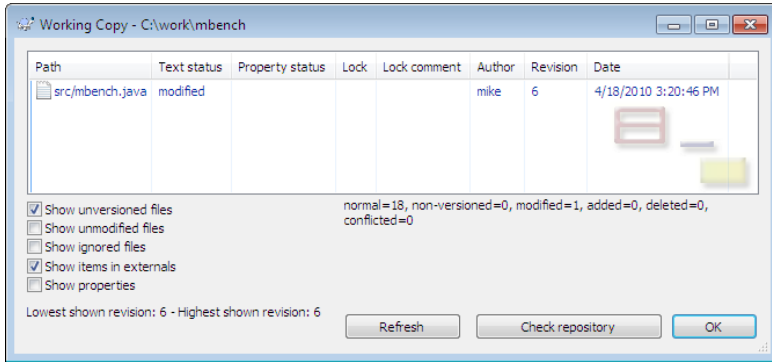 Working Copy - C:\work\mbench
Path Text status Property status Lock Lock comment Author Revision Date
src/mbench.java modified mike 6 4/18/2010 3:20:46 PM
Show unversioned files
Show unmodified files
Show ignored files
Show items in externals
Show properties
normal=18, non-versioned=0, modified=1, added=0, deleted=0,
conflicted=0
Lowest shown revision: 6 - Highest shown revision: 6
Refresh Check repository OK